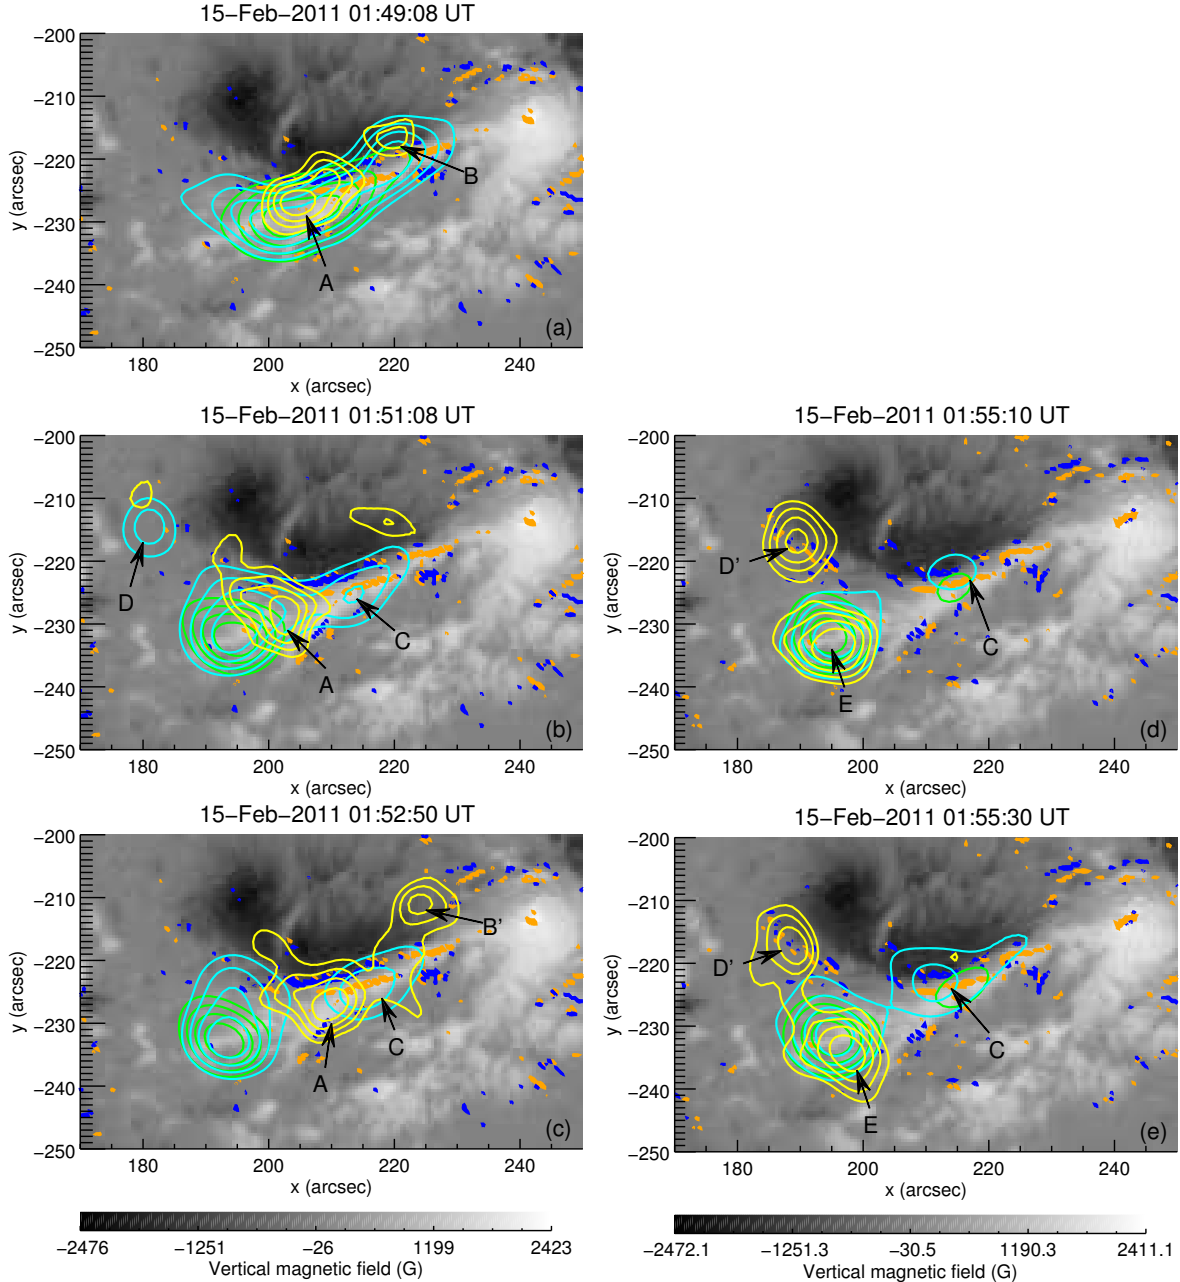 15-Feb-2011 01:49:08 UT
-200
-210
-220
-230
-240
-250
y (arcsec)
A
B
(a)
180 200 220 240
x (arcsec)
15-Feb-2011 01:51:08 UT
-200
-210
-220
-230
-240
-250
y (arcsec)
D
A
C
(b)
180 200 220 240
x (arcsec)
15-Feb-2011 01:55:10 UT
-200
-210
-220
-230
-240
-250
y (arcsec)
D'
C
E
(d)
180 200 220 240
x (arcsec)
15-Feb-2011 01:52:50 UT
-200
-210
-220
-230
-240
-250
y (arcsec)
B'
C
A
(c)
180 200 220 240
x (arcsec)
15-Feb-2011 01:55:30 UT
-200
-210
-220
-230
-240
-250
y (arcsec)
D'
C
E
(e)
180 200 220 240
x (arcsec)
-2476 -1251 -26 1199 2423
Vertical magnetic field (G)
-2472.1 -1251.3 -30.5 1190.3 2411.1
Vertical magnetic field (G)